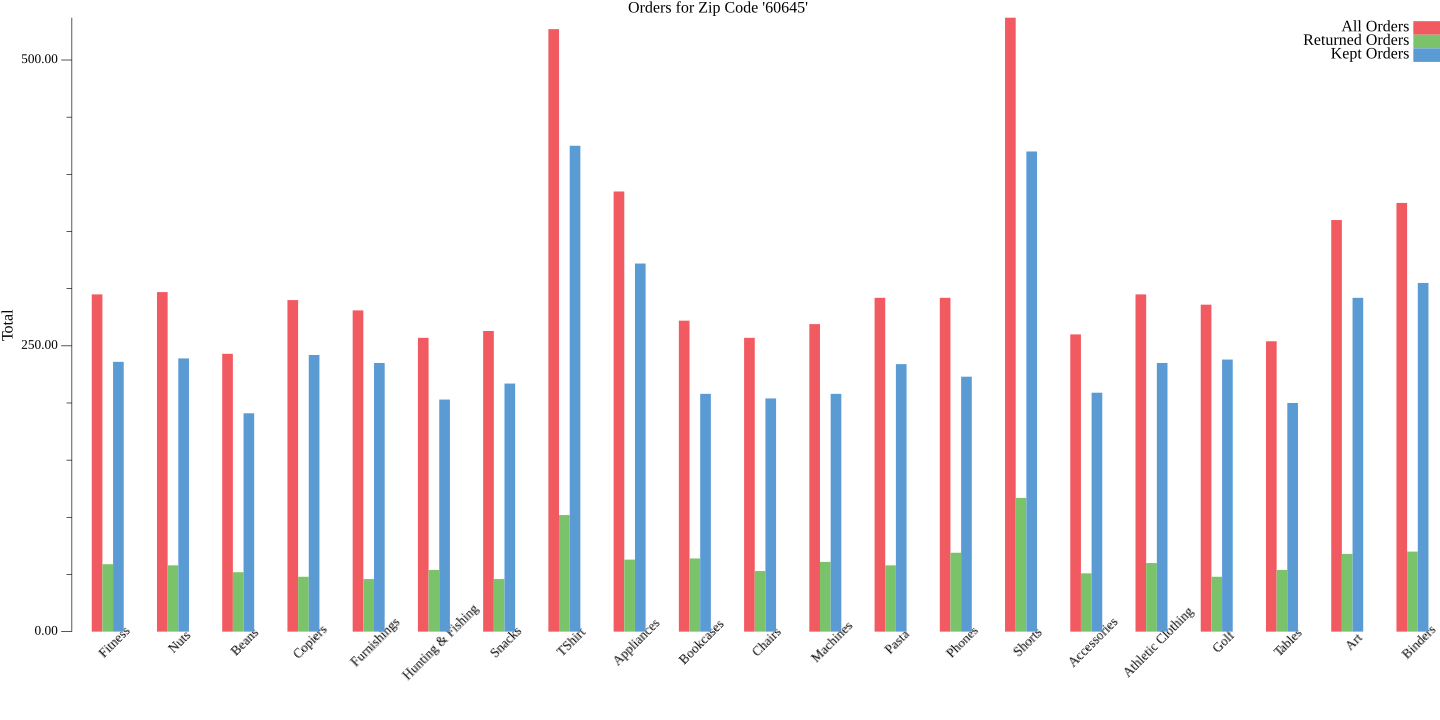 Orders for Zip Code '60645'
All Orders
Returned Orders
Kept Orders
500.00
250.00
0.00
Total
Fitness
Nuts
Beans
Copiers
Furnishings
Hunting & Fishing
Snacks
TShirt
Appliances
Bookcases
Chairs
Machines
Pasta
Phones
Shorts
Accessories
Athletic Clothing
Golf
Tables
Art
Binders